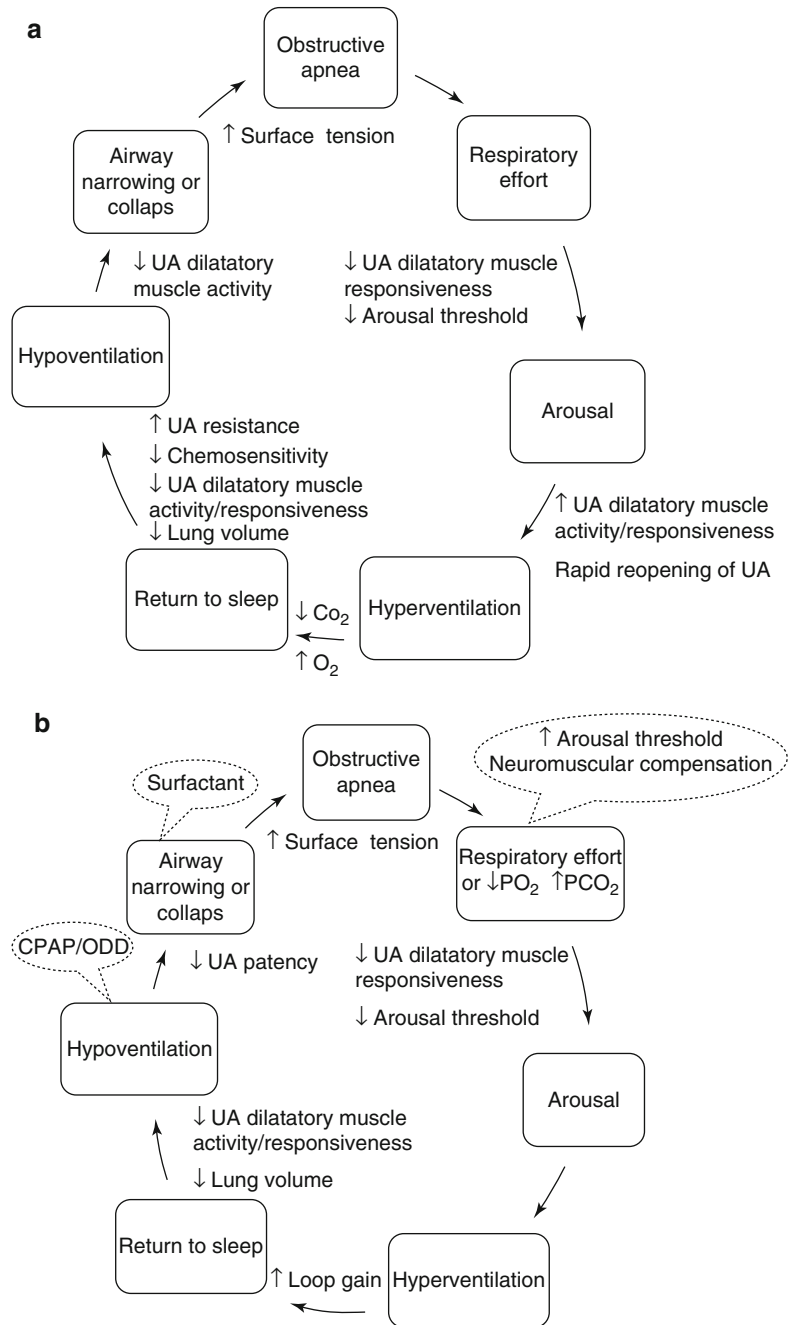 a
Obstructive
apnea
↑ Surface tension
Respiratory
effort
Airway
narrowing or
collaps
↓ UA dilatatory
muscle activity
↓ UA dilatatory muscle
responsiveness
↓ Arousal threshold
Hypoventilation
Arousal
↑ UA resistance
↓ Chemosensitivity
↓ UA dilatatory muscle
activity/responsiveness
↓ Lung volume
↑ UA dilatatory muscle
activity/responsiveness
Rapid reopening of UA
Return to sleep
↓ Co₂
↑ O₂
Hyperventilation
b
Obstructive
apnea
↑ Arousal threshold
Neuromuscular compensation
Surfactant
↑ Surface tension
Respiratory effort
or ↓PO₂ ↑PCO₂
Airway
narrowing or
collaps
CPAP/ODD
↓ UA patency
↓ UA dilatatory muscle
responsiveness
↓ Arousal threshold
Hypoventilation
Arousal
↓ UA dilatatory muscle
activity/responsiveness
↓ Lung volume
Return to sleep
↑ Loop gain
Hyperventilation